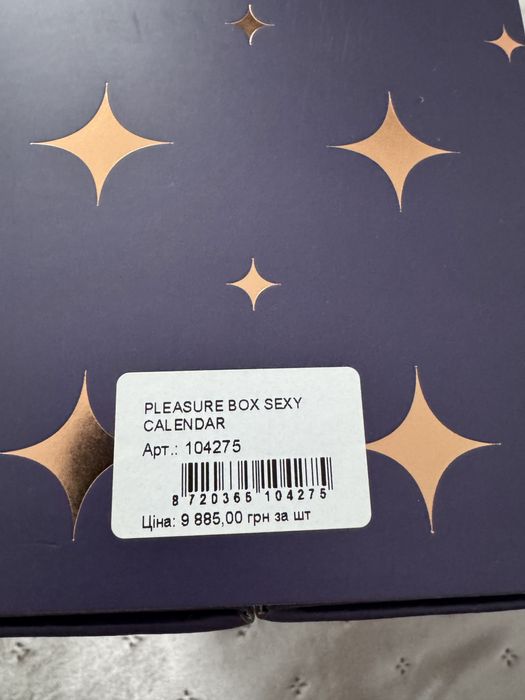 PLEASURE BOX SEXY
CALENDAR
Арт.: 104275
8 720365 104275
Ціна: 9 885,00 грн за шт